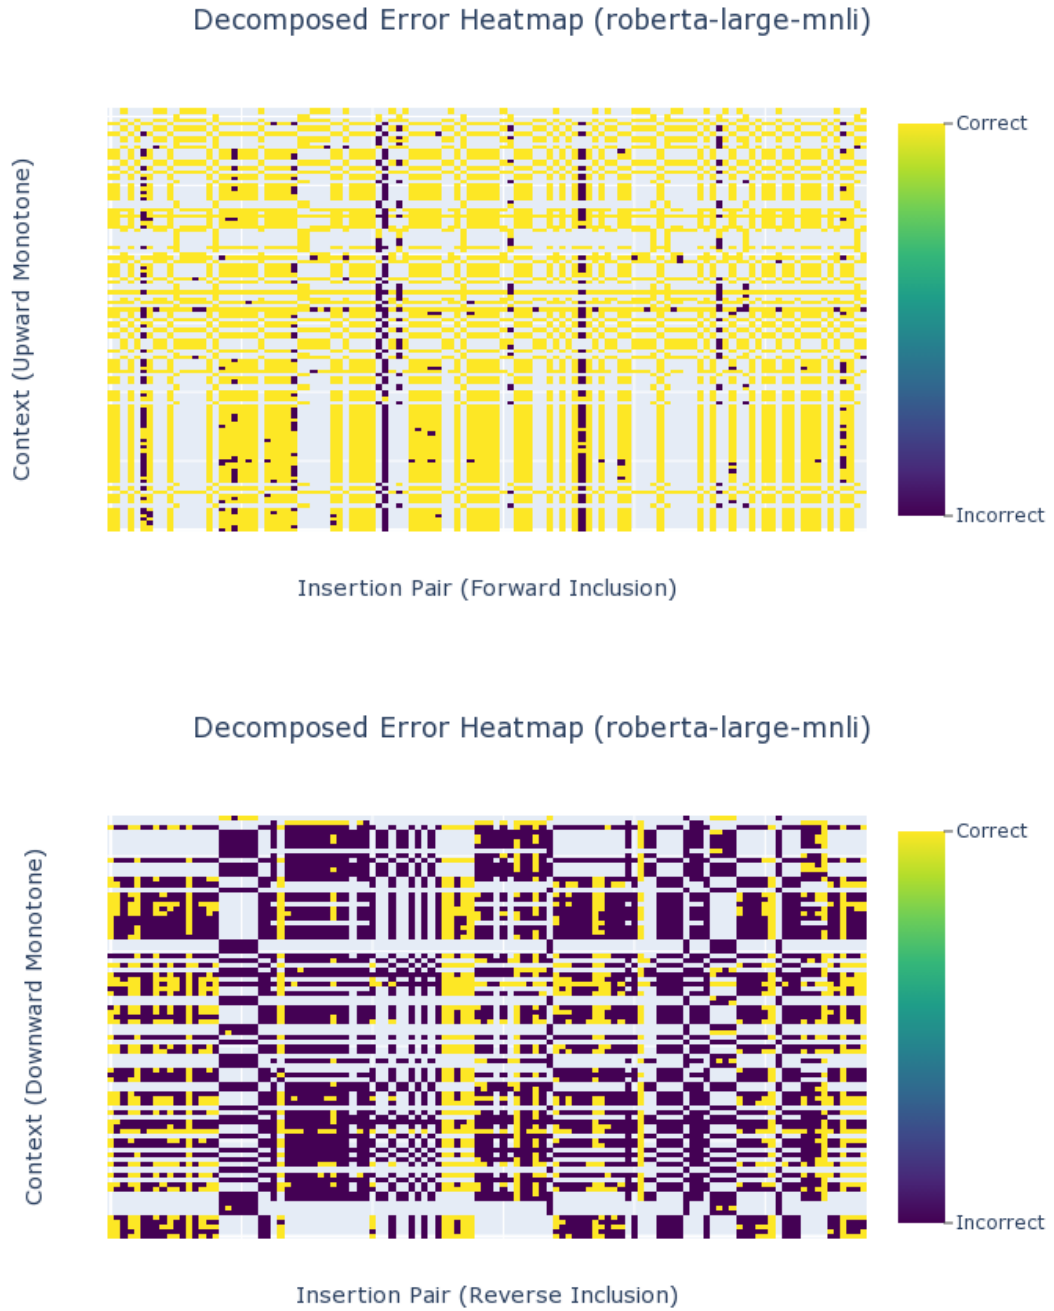 Decomposed Error Heatmap (roberta-large-mnli)
Context (Upward Monotone)
Correct
Incorrect
Insertion Pair (Forward Inclusion)
Decomposed Error Heatmap (roberta-large-mnli)
Context (Downward Monotone)
Correct
Incorrect
Insertion Pair (Reverse Inclusion)